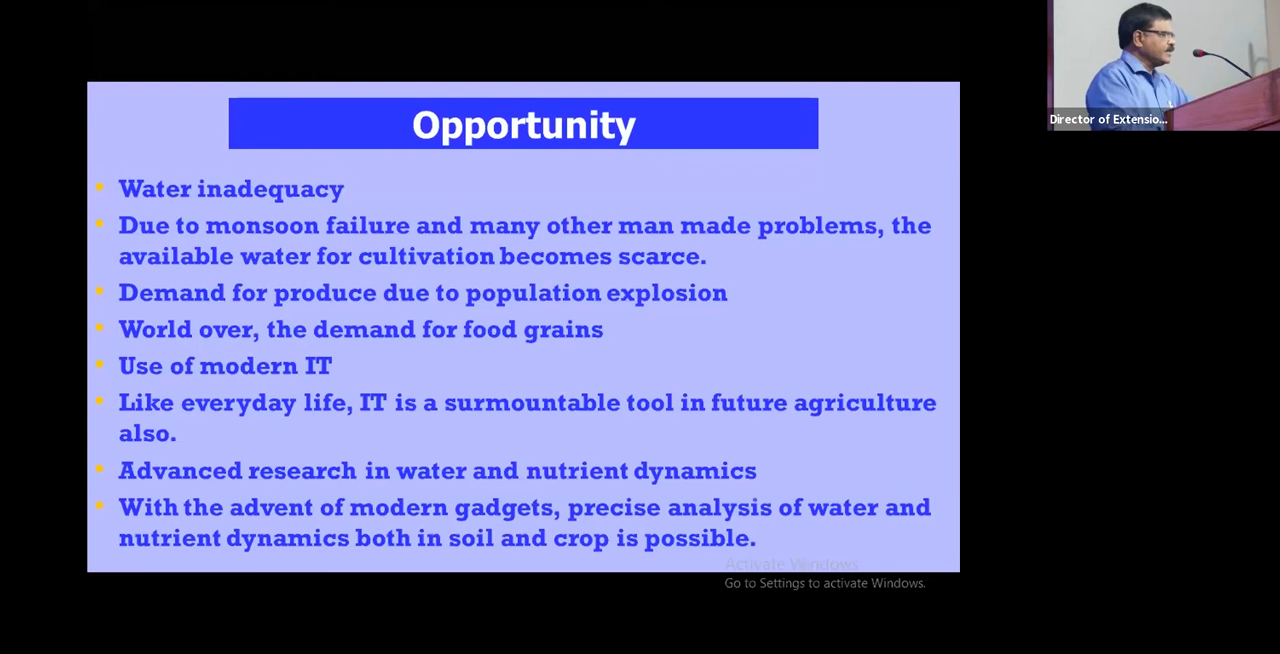 Opportunity
Director of Extensio...
• Water inadequacy
• Due to monsoon failure and many other man made problems, the
available water for cultivation becomes scarce.
• Demand for produce due to population explosion
• World over, the demand for food grains
• Use of modern IT
• Like everyday life, IT is a surmountable tool in future agriculture
also.
• Advanced research in water and nutrient dynamics
• With the advent of modern gadgets, precise analysis of water and
nutrient dynamics both in soil and crop is possible.
Activate Windows
Go to Settings to activate Windows.